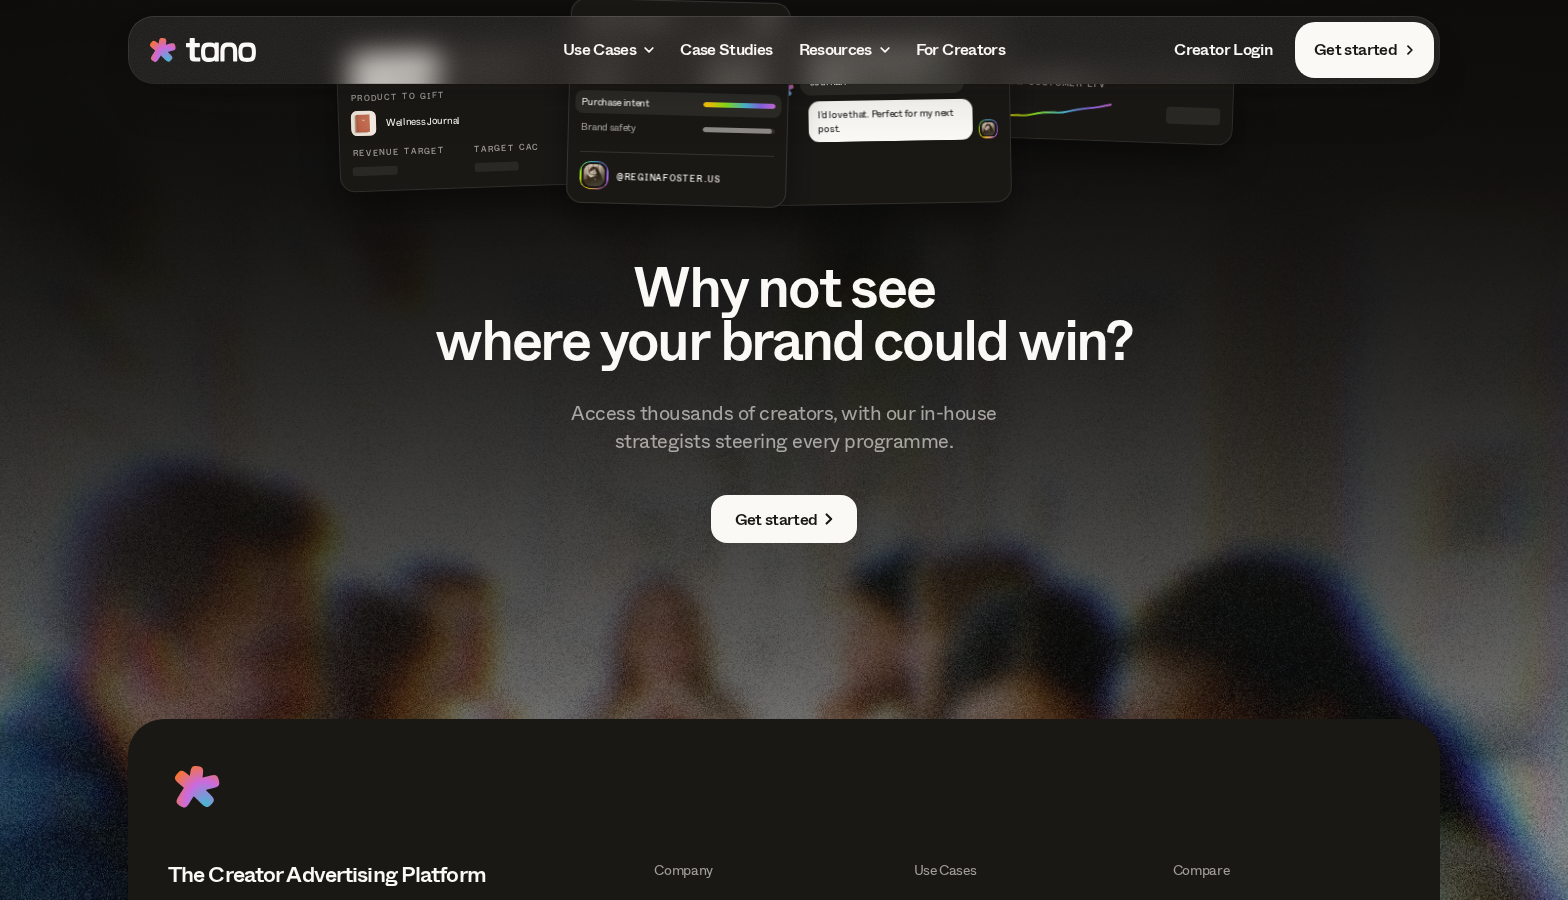 tano
Use Cases
Case Studies
Resources
For Creators
Creator Login
Get started
PRODUCT TO GIFT
Wellness Journal
REVENUE TARGET
TARGET CAC
Purchase intent
Brand safety
@REGINAFOSTER.US
I'd love that. Perfect for my next
post.
Why not see
where your brand could win?
Access thousands of creators, with our in-house
strategists steering every programme.
Get started
The Creator Advertising Platform
Company
Use Cases
Compare